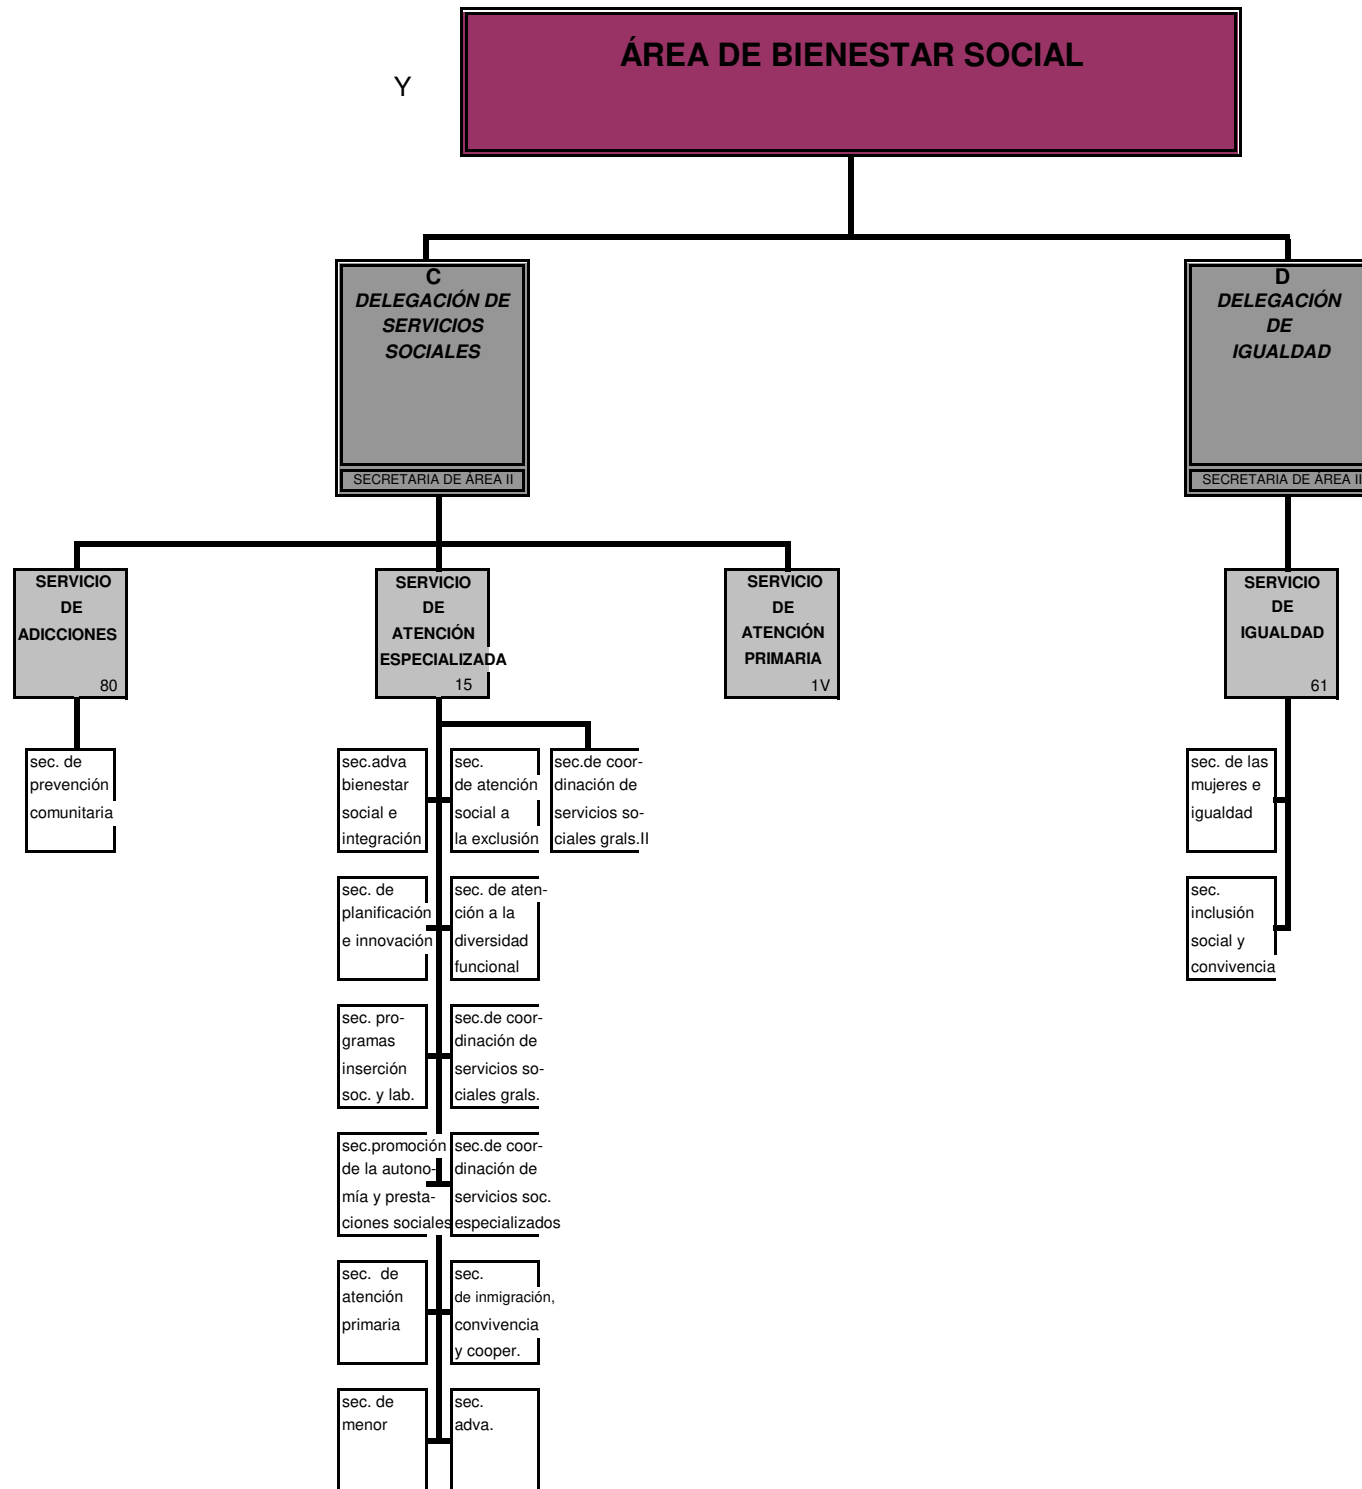 ÁREA DE BIENESTAR SOCIAL
Y
C
DELEGACIÓN DE
SERVICIOS
SOCIALES
SECRETARIA DE ÁREA II
D
DELEGACIÓN
DE
IGUALDAD
SECRETARIA DE ÁREA II
SERVICIO
DE
ADICCIONES
80
SERVICIO
DE
ATENCIÓN
ESPECIALIZADA
15
SERVICIO
DE
ATENCIÓN
PRIMARIA
1V
SERVICIO
DE
IGUALDAD
61
sec. de
prevención
comunitaria
sec.adva
bienestar
social e
integración
sec.
de atención
social a
la exclusión
sec.de coor-
dinación de
servicios so-
ciales grals.II
sec. de las
mujeres e
igualdad
sec. de
planificación
e innovación
sec. de aten-
ción a la
diversidad
funcional
sec.
inclusión
social y
convivencia
sec. pro-
gramas
inserción
soc. y lab.
sec.de coor-
dinación de
servicios so-
ciales grals.
sec.promoción
de la autono-
mía y presta-
ciones sociales
sec.de coor-
dinación de
servicios soc.
especializados
sec. de
atención
primaria
sec.
de inmigración,
convivencia
y cooper.
sec. de
menor
sec.
adva.